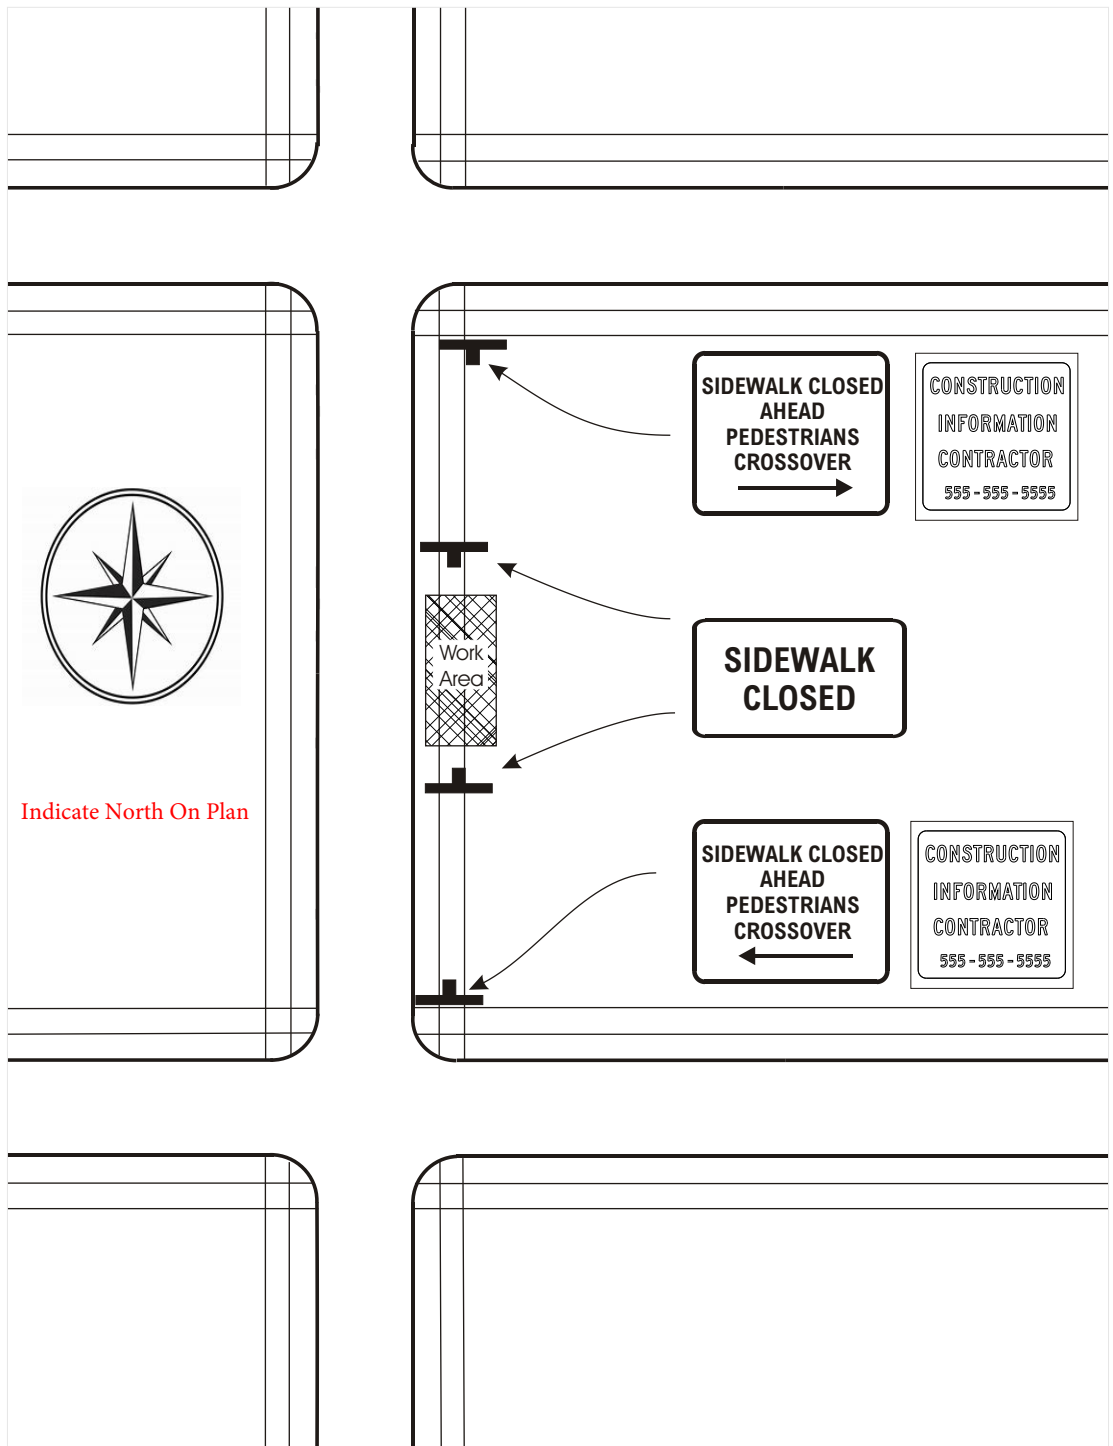 SIDEWALK CLOSED
AHEAD
PEDESTRIANS
CROSSOVER
CONSTRUCTION
INFORMATION
CONTRACTOR
555-555-5555
Work
Area
SIDEWALK
CLOSED
Indicate North On Plan
SIDEWALK CLOSED
AHEAD
PEDESTRIANS
CROSSOVER
CONSTRUCTION
INFORMATION
CONTRACTOR
555-555-5555